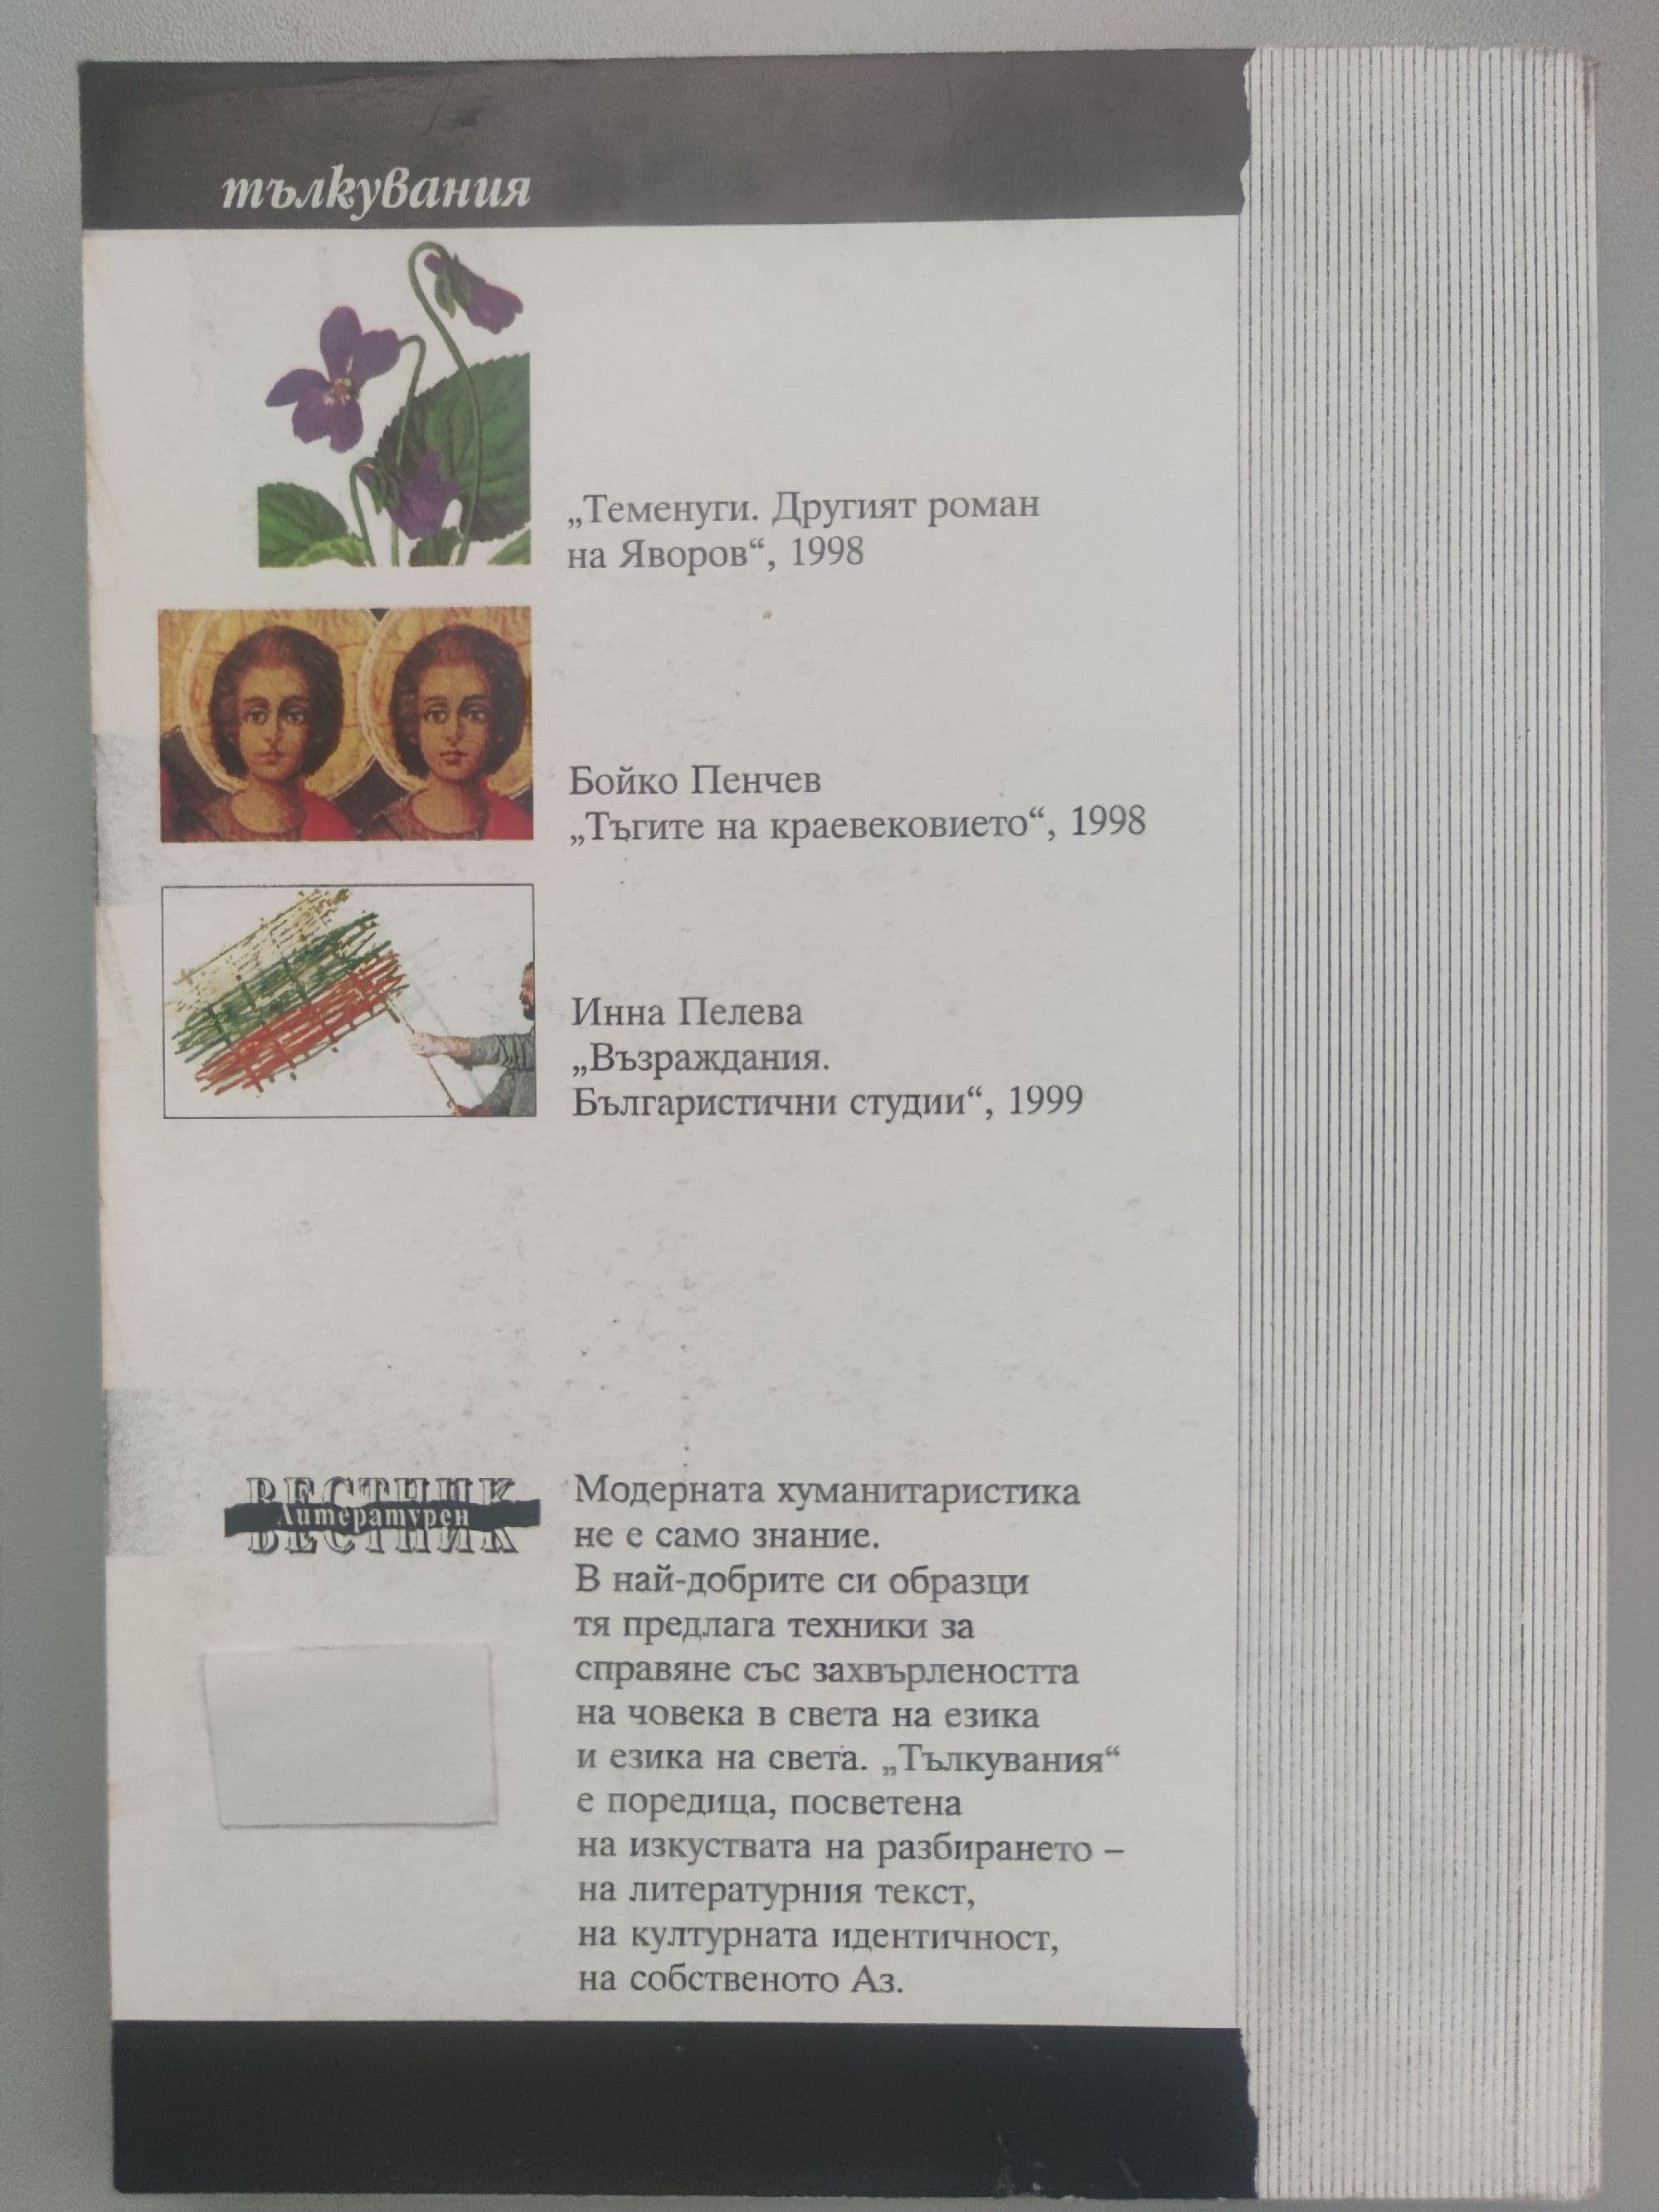 тълкувания
„Теменуги. Другият роман
на Яворов“, 1998
Бойко Пенчев
„Тъгите на краевековието“, 1998
Инна Пелева
„Възраждания.
Българистични студии“, 1999
ВЕСТНИК
Литературен
Модерната хуманитаристика
не е само знание.
В най-добрите си образци
тя предлага техники за
справяне със захвърлеността
на човека в света на езика
и езика на света. „Тълкувания“
е поредица, посветена
на изкуствата на разбирането –
на литературния текст,
на културната идентичност,
на собственото Аз.